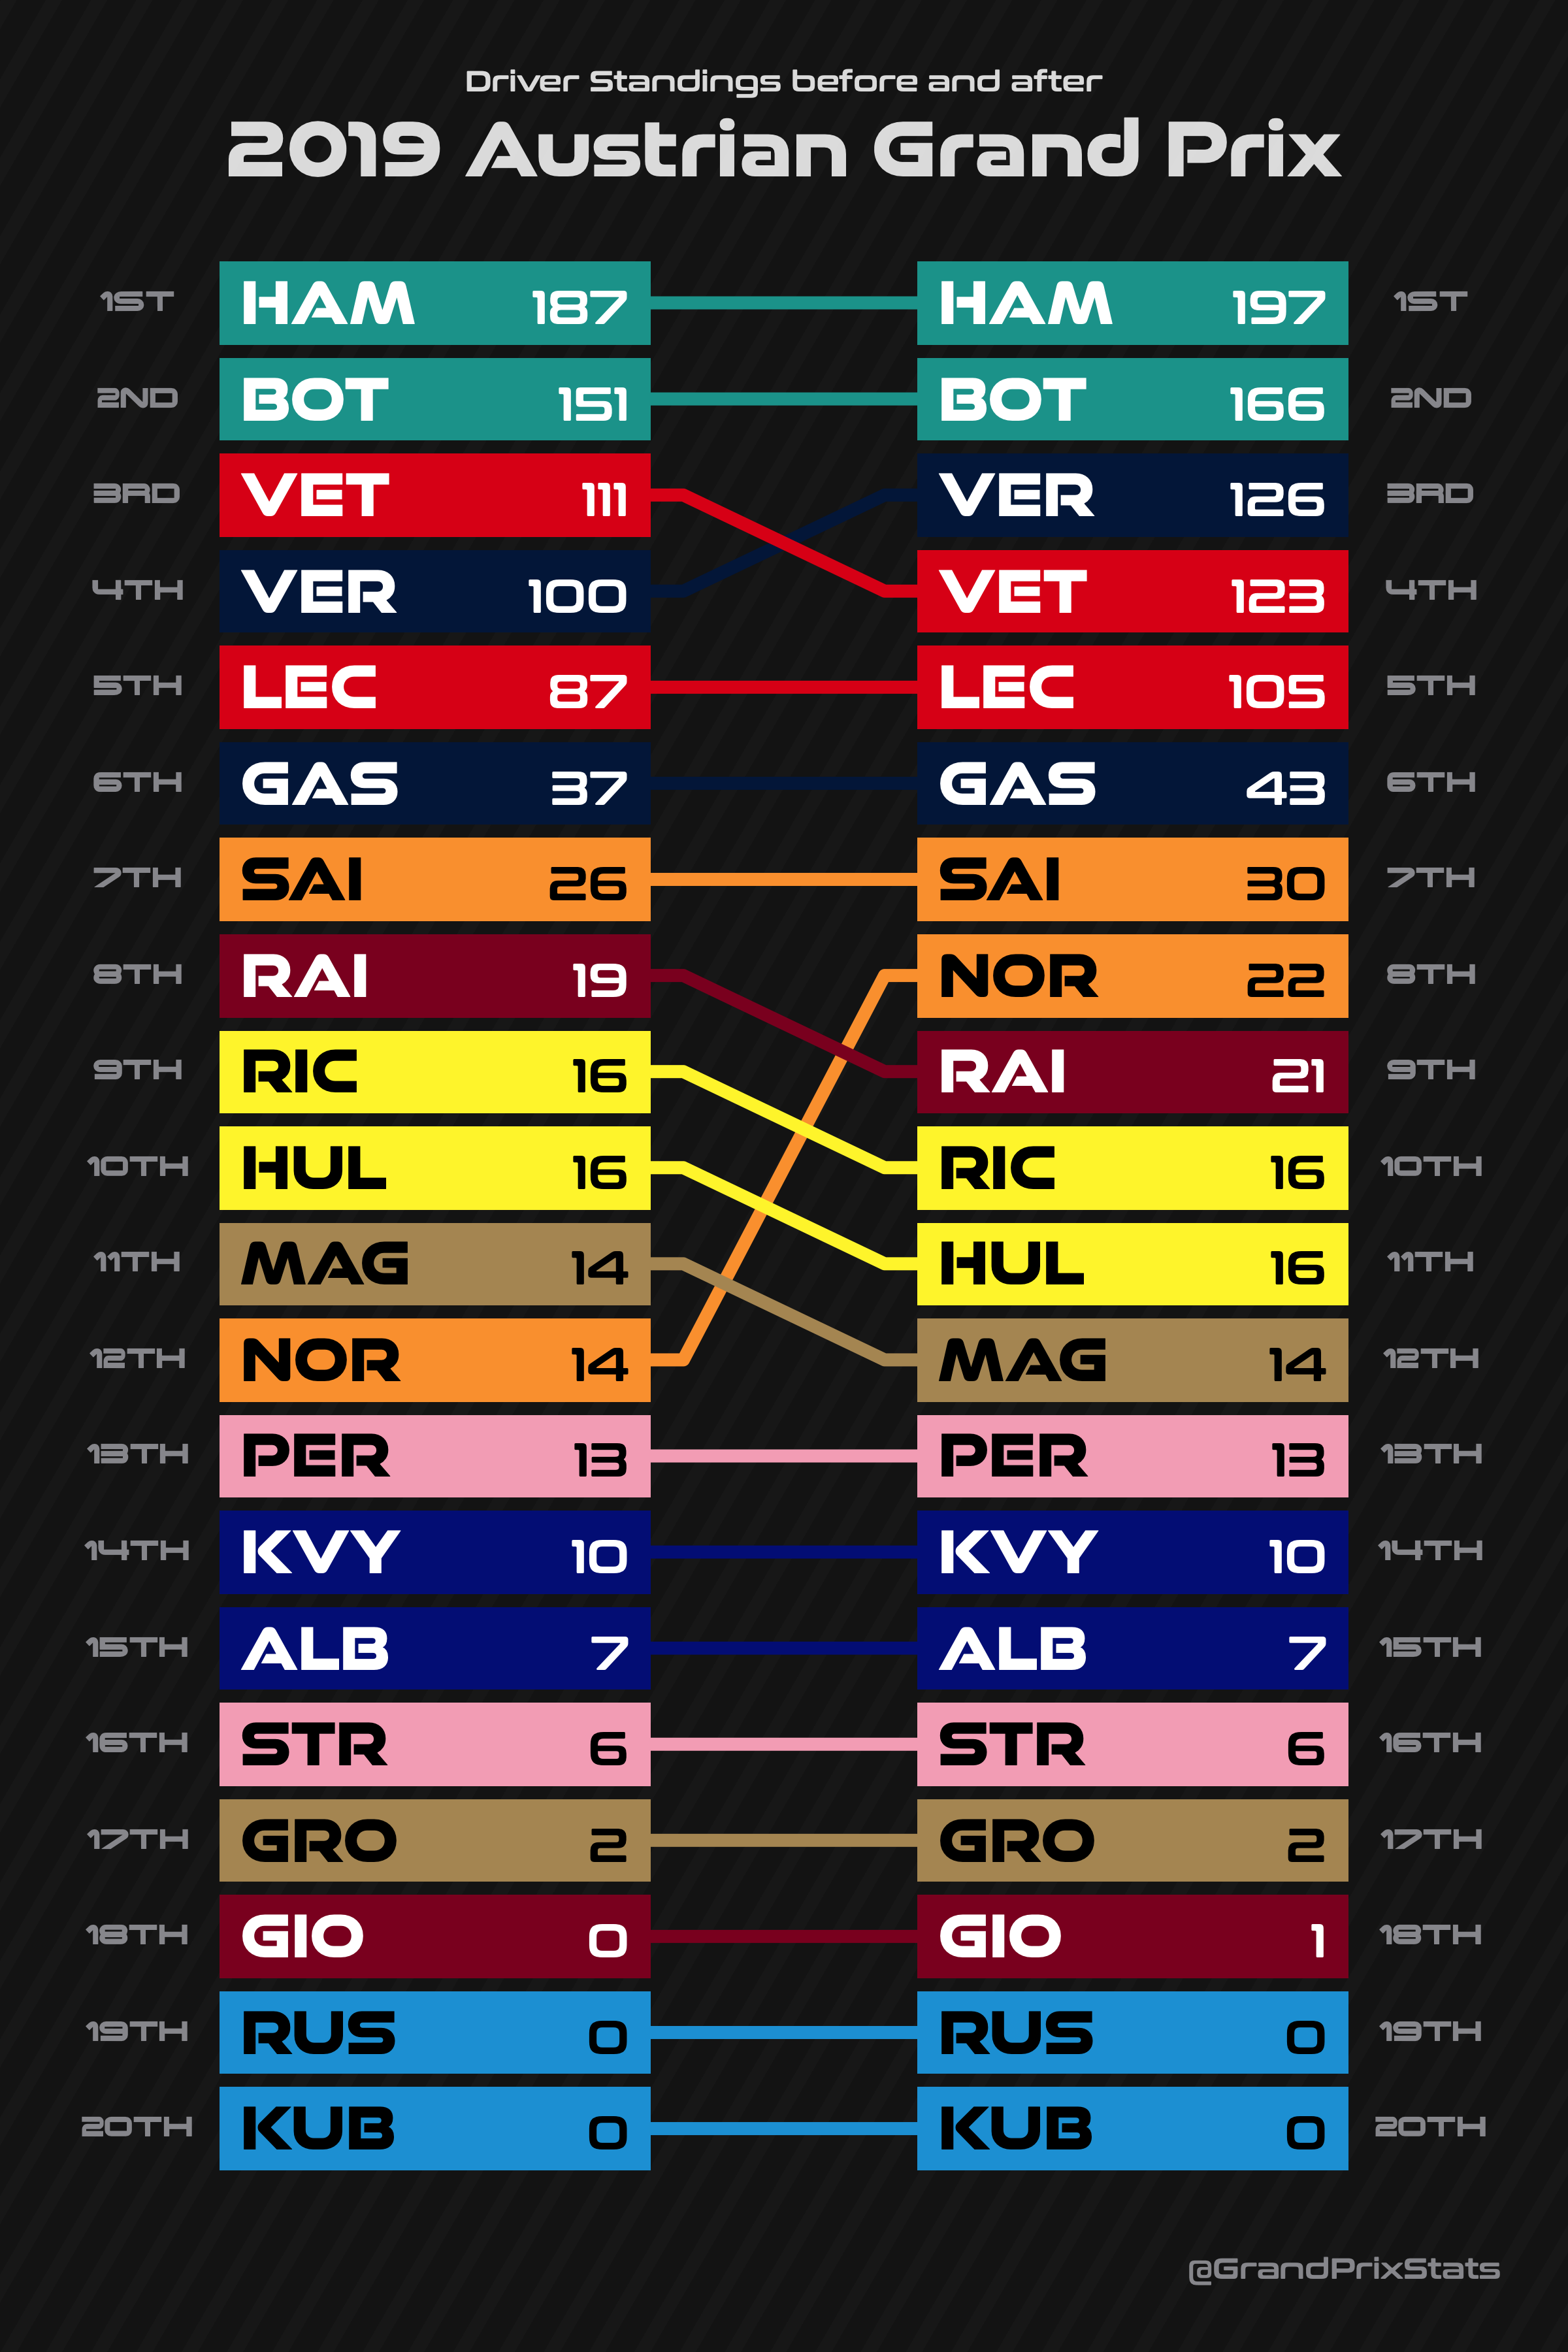 Driver Standings before and after
2019 Austrian Grand Prix
1ST HAM 187 HAM 197 1ST
2ND BOT 151 BOT 166 2ND
3RD VET 111 VER 126 3RD
4TH VER 100 VET 123 4TH
5TH LEC 87 LEC 105 5TH
6TH GAS 37 GAS 43 6TH
7TH SAI 26 SAI 30 7TH
8TH RAI 19 NOR 22 8TH
9TH RIC 16 RAI 21 9TH
10TH HUL 16 RIC 16 10TH
11TH MAG 14 HUL 16 11TH
12TH NOR 14 MAG 14 12TH
13TH PER 13 PER 13 13TH
14TH KVY 10 KVY 10 14TH
15TH ALB 7 ALB 7 15TH
16TH STR 6 STR 6 16TH
17TH GRO 2 GRO 2 17TH
18TH GIO 0 GIO 1 18TH
19TH RUS 0 RUS 0 19TH
20TH KUB 0 KUB 0 20TH
@GrandPrixStats